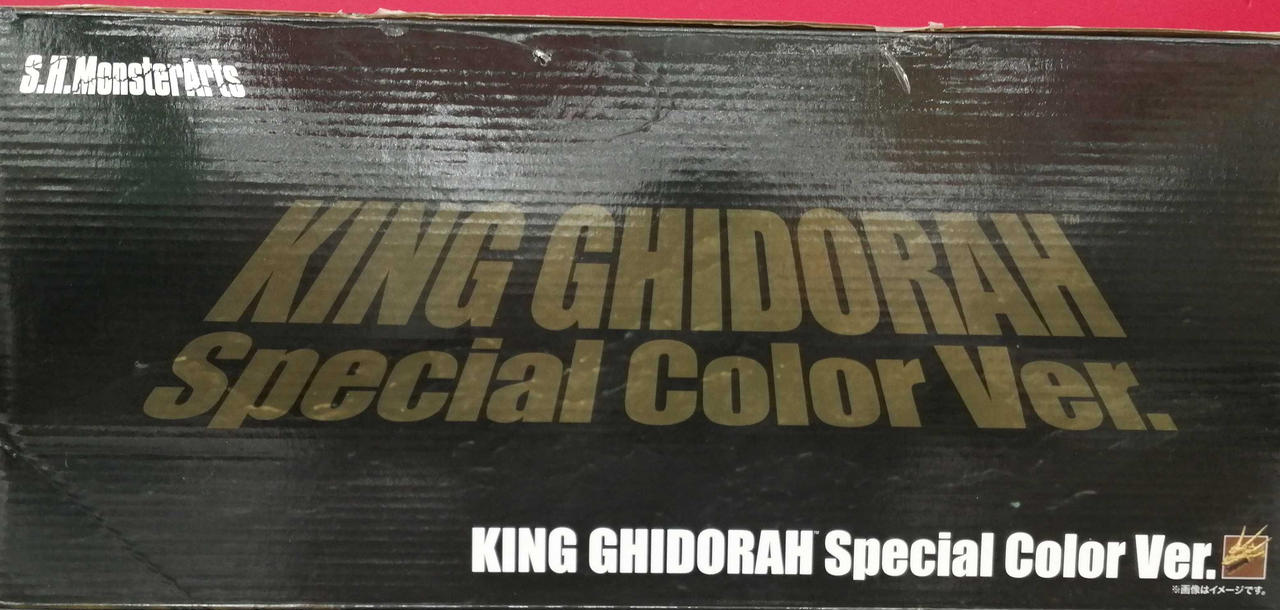 S.H.MonsterArts
KING GHIDORAH™
Special Color Ver.
KING GHIDORAH™ Special Color Ver.
※画像はイメージです。